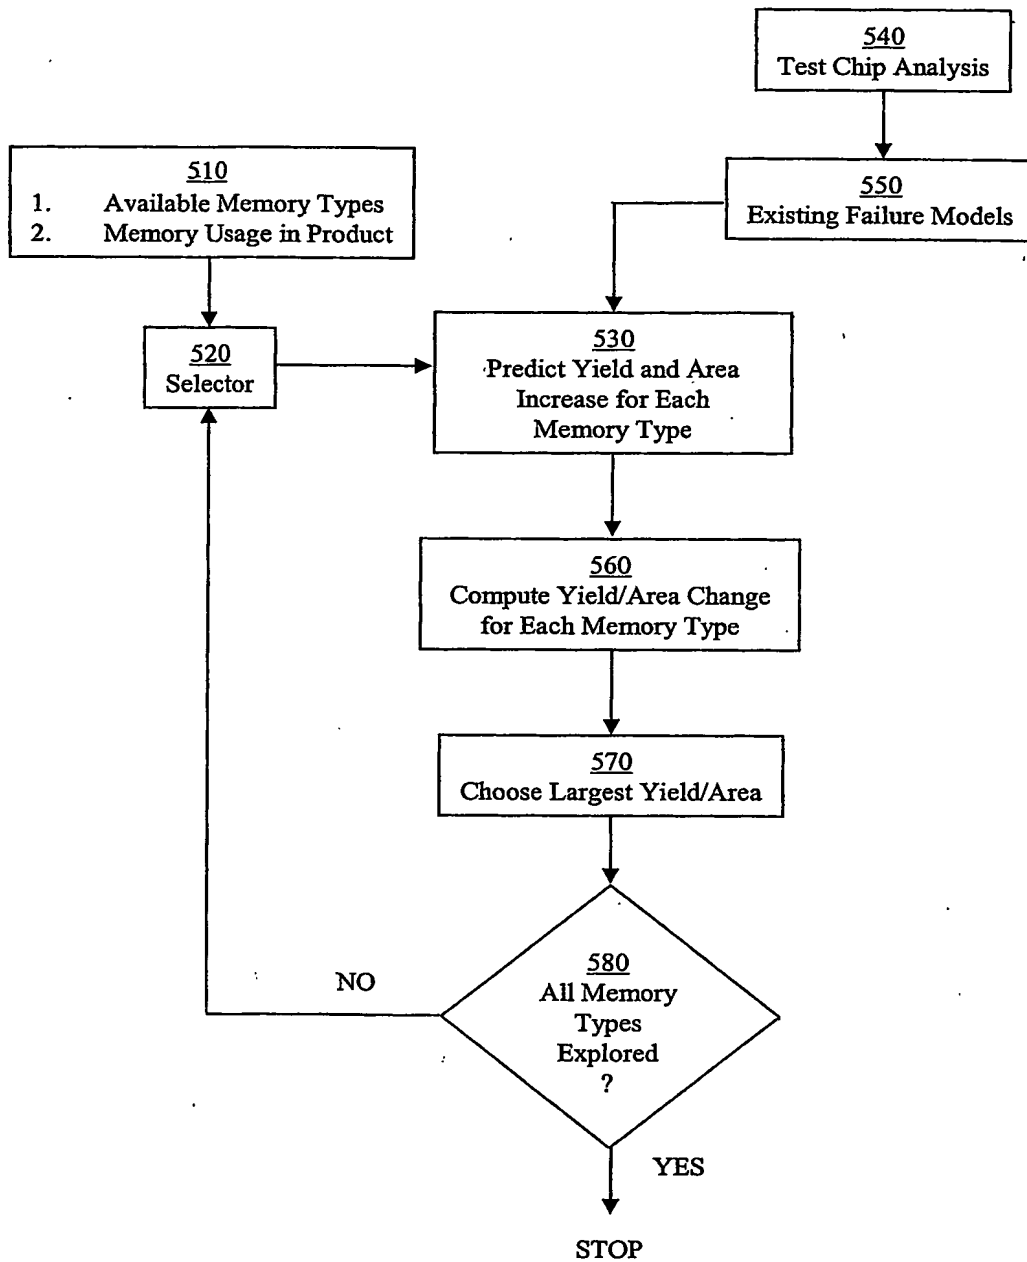 540
Test Chip Analysis
510
1. Available Memory Types
2. Memory Usage in Product
550
Existing Failure Models
520
Selector
530
Predict Yield and Area
Increase for Each
Memory Type
560
Compute Yield/Area Change
for Each Memory Type
570
Choose Largest Yield/Area
580
All Memory
Types
Explored
?
NO
YES
STOP